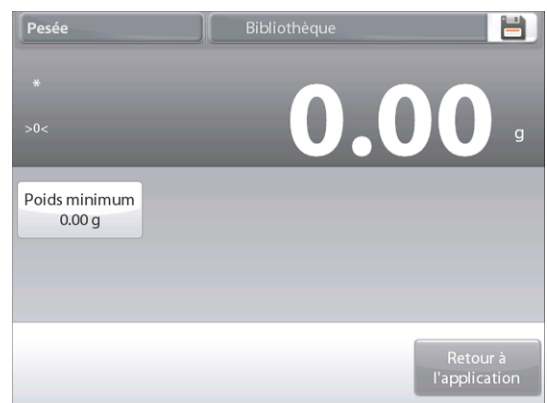 Pesée
Bibliothèque
*
>0<
0.00 g
Poids minimum
0.00 g
Retour à
l'application